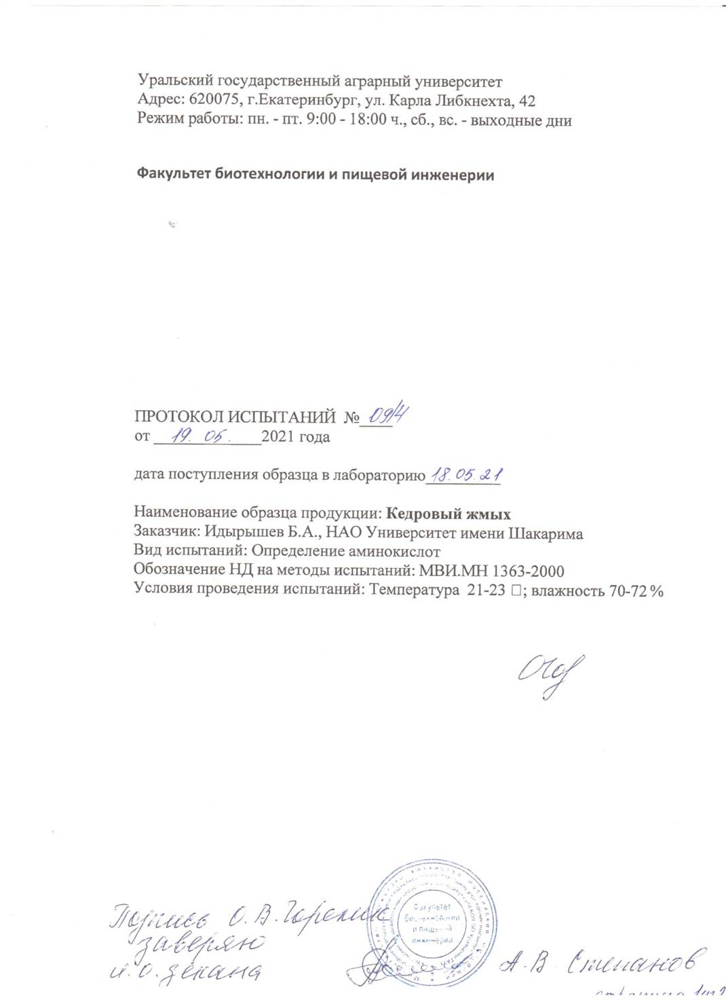 Уральский государственный аграрный университет
Адрес: 620075, г.Екатеринбург, ул. Карла Либкнехта, 42
Режим работы: пн. - пт. 9:00 - 18:00 ч., сб., вс. - выходные дни
Факультет биотехнологии и пищевой инженерии
ПРОТОКОЛ ИСПЫТАНИЙ № 09/4
от 19. 05. 2021 года
дата поступления образца в лабораторию 18.05.21
Наименование образца продукции: Кедровый жмых
Заказчик: Идырышев Б.А., НАО Университет имени Шакарима
Вид испытаний: Определение аминокислот
Обозначение НД на методы испытаний: МВИ.МН 1363-2000
Условия проведения испытаний: Температура 21-23 □; влажность 70-72 %
Факультет
биотехнологии
и пищевой
инженерии
Подпись О.В.Горелик
заверяю
и.о. декана
А.В. Степанов